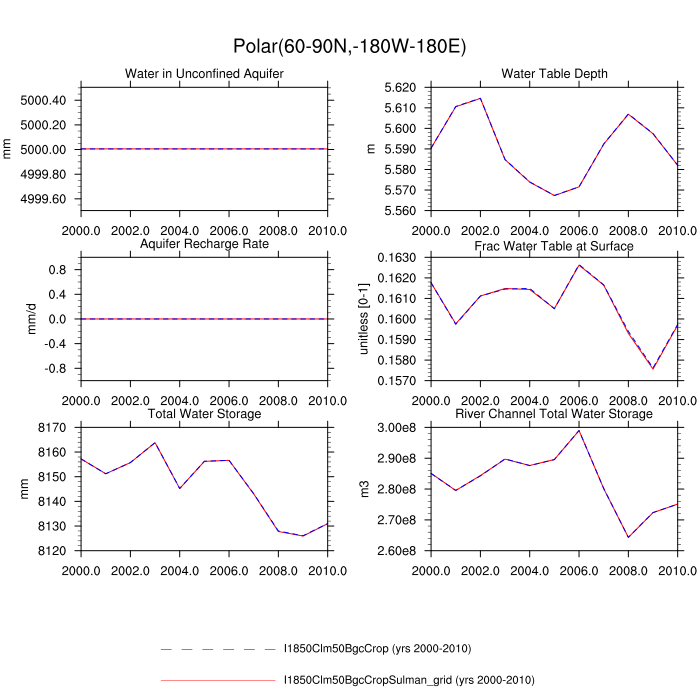 Polar(60-90N,-180W-180E)
Water in Unconfined Aquifer
Water Table Depth
mm
5000.40
5000.20
5000.00
4999.80
4999.60
2000.0 2002.0 2004.0 2006.0 2008.0 2010.0
m
5.620
5.610
5.600
5.590
5.580
5.570
5.560
2000.0 2002.0 2004.0 2006.0 2008.0 2010.0
Aquifer Recharge Rate
Frac Water Table at Surface
mm/d
0.8
0.4
0.0
-0.4
-0.8
2000.0 2002.0 2004.0 2006.0 2008.0 2010.0
unitless [0-1]
0.1630
0.1620
0.1610
0.1600
0.1590
0.1580
0.1570
2000.0 2002.0 2004.0 2006.0 2008.0 2010.0
Total Water Storage
River Channel Total Water Storage
mm
8170
8160
8150
8140
8130
8120
2000.0 2002.0 2004.0 2006.0 2008.0 2010.0
m3
3.00e8
2.90e8
2.80e8
2.70e8
2.60e8
2000.0 2002.0 2004.0 2006.0 2008.0 2010.0
I1850Clm50BgcCrop (yrs 2000-2010)
I1850Clm50BgcCropSulman_grid (yrs 2000-2010)